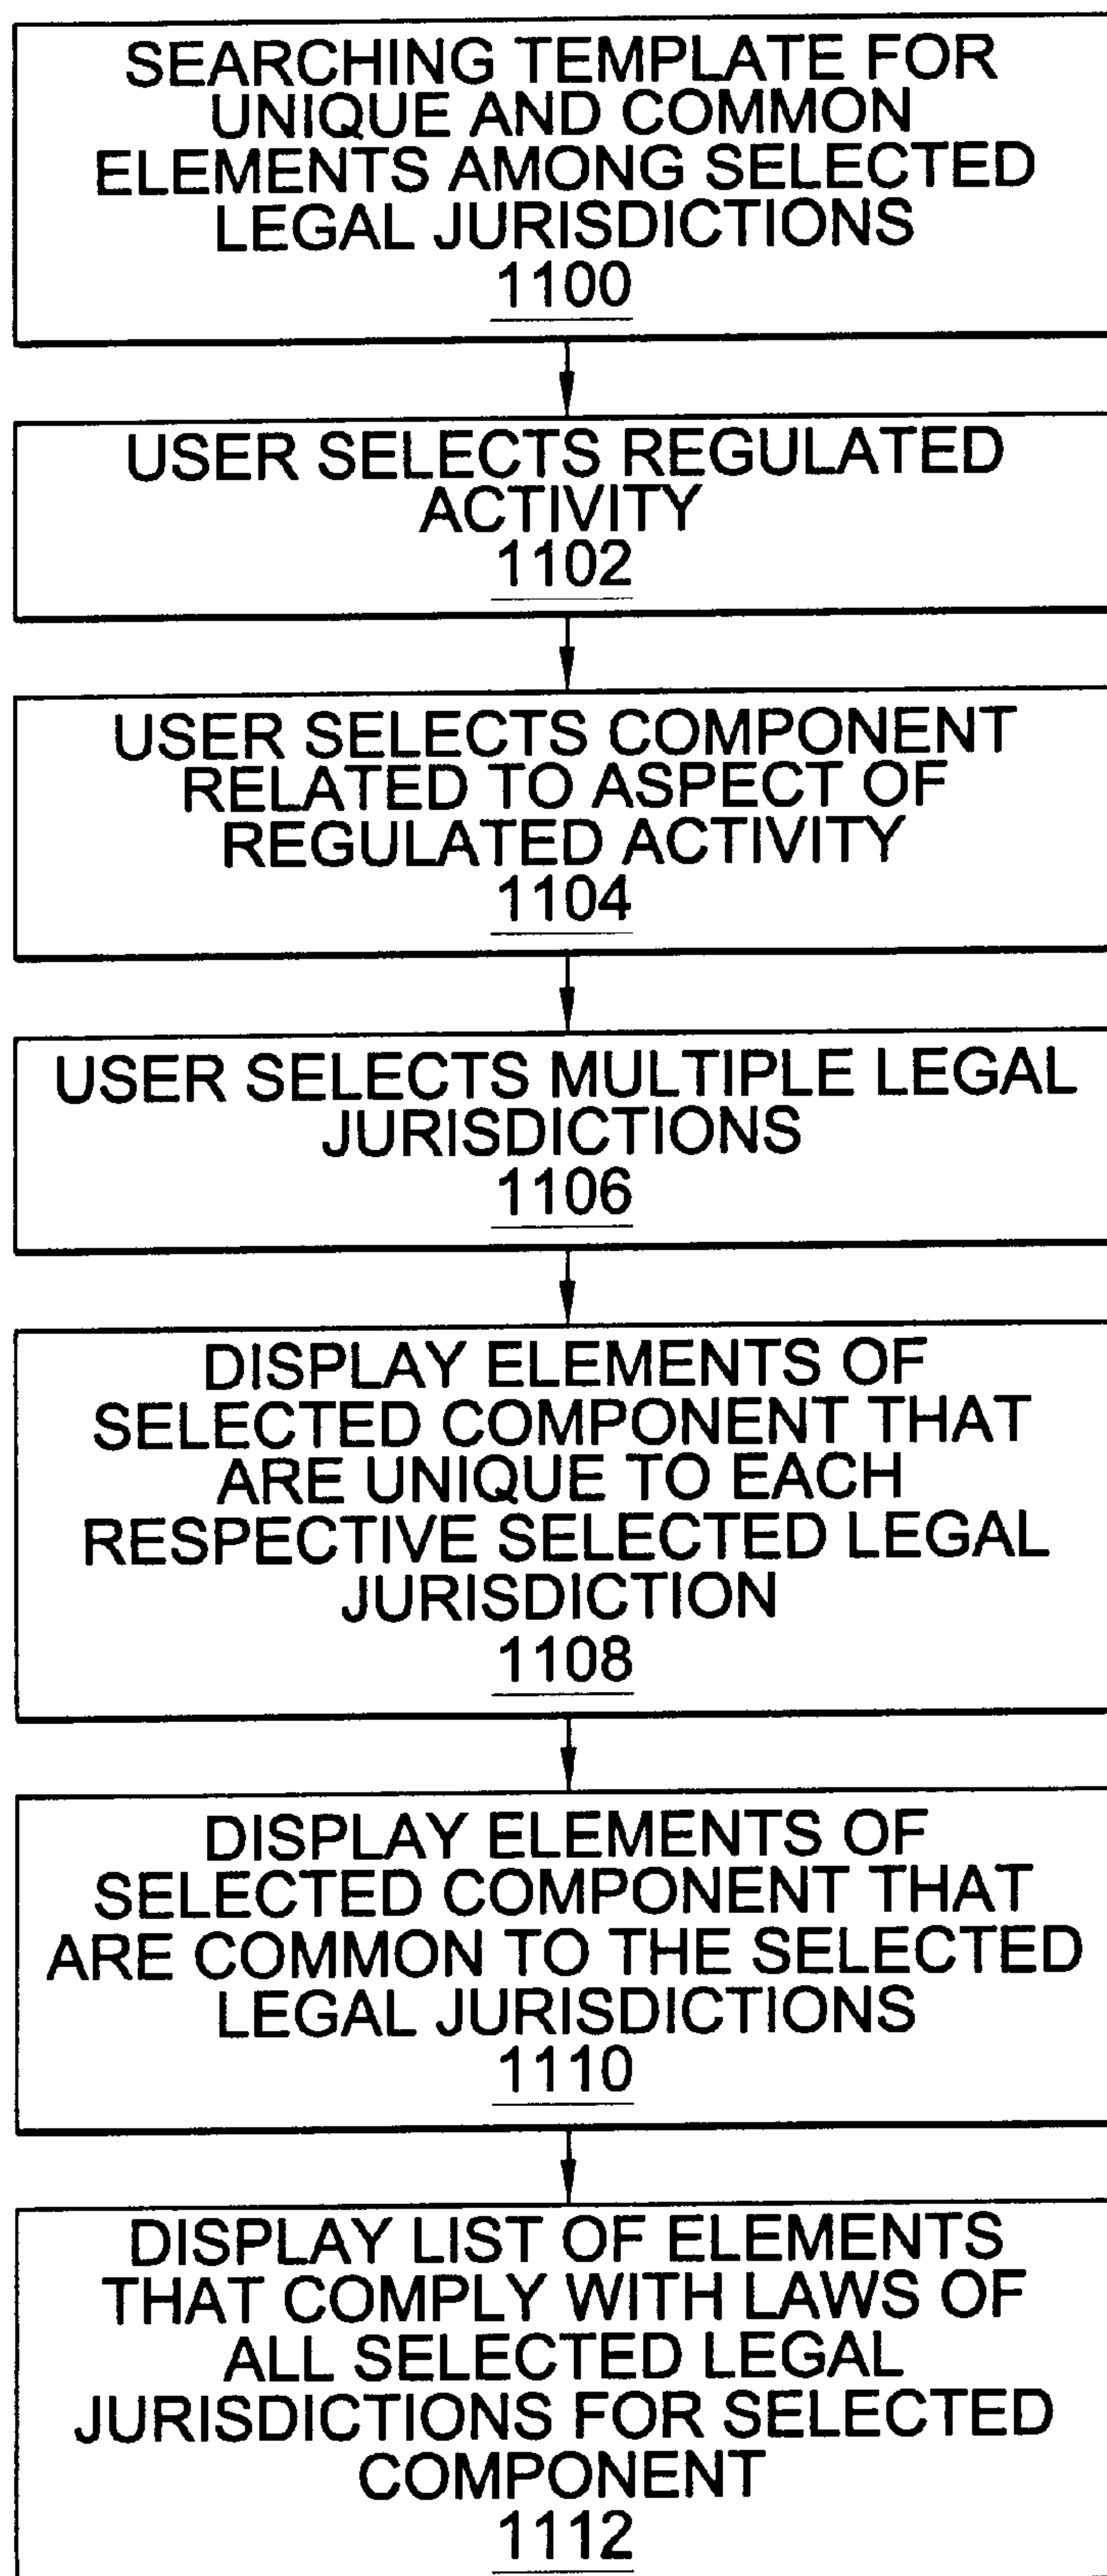 SEARCHING TEMPLATE FOR
UNIQUE AND COMMON
ELEMENTS AMONG SELECTED
LEGAL JURISDICTIONS
1100
USER SELECTS REGULATED
ACTIVITY
1102
USER SELECTS COMPONENT
RELATED TO ASPECT OF
REGULATED ACTIVITY
1104
USER SELECTS MULTIPLE LEGAL
JURISDICTIONS
1106
DISPLAY ELEMENTS OF
SELECTED COMPONENT THAT
ARE UNIQUE TO EACH
RESPECTIVE SELECTED LEGAL
JURISDICTION
1108
DISPLAY ELEMENTS OF
SELECTED COMPONENT THAT
ARE COMMON TO THE SELECTED
LEGAL JURISDICTIONS
1110
DISPLAY LIST OF ELEMENTS
THAT COMPLY WITH LAWS OF
ALL SELECTED LEGAL
JURISDICTIONS FOR SELECTED
COMPONENT
1112